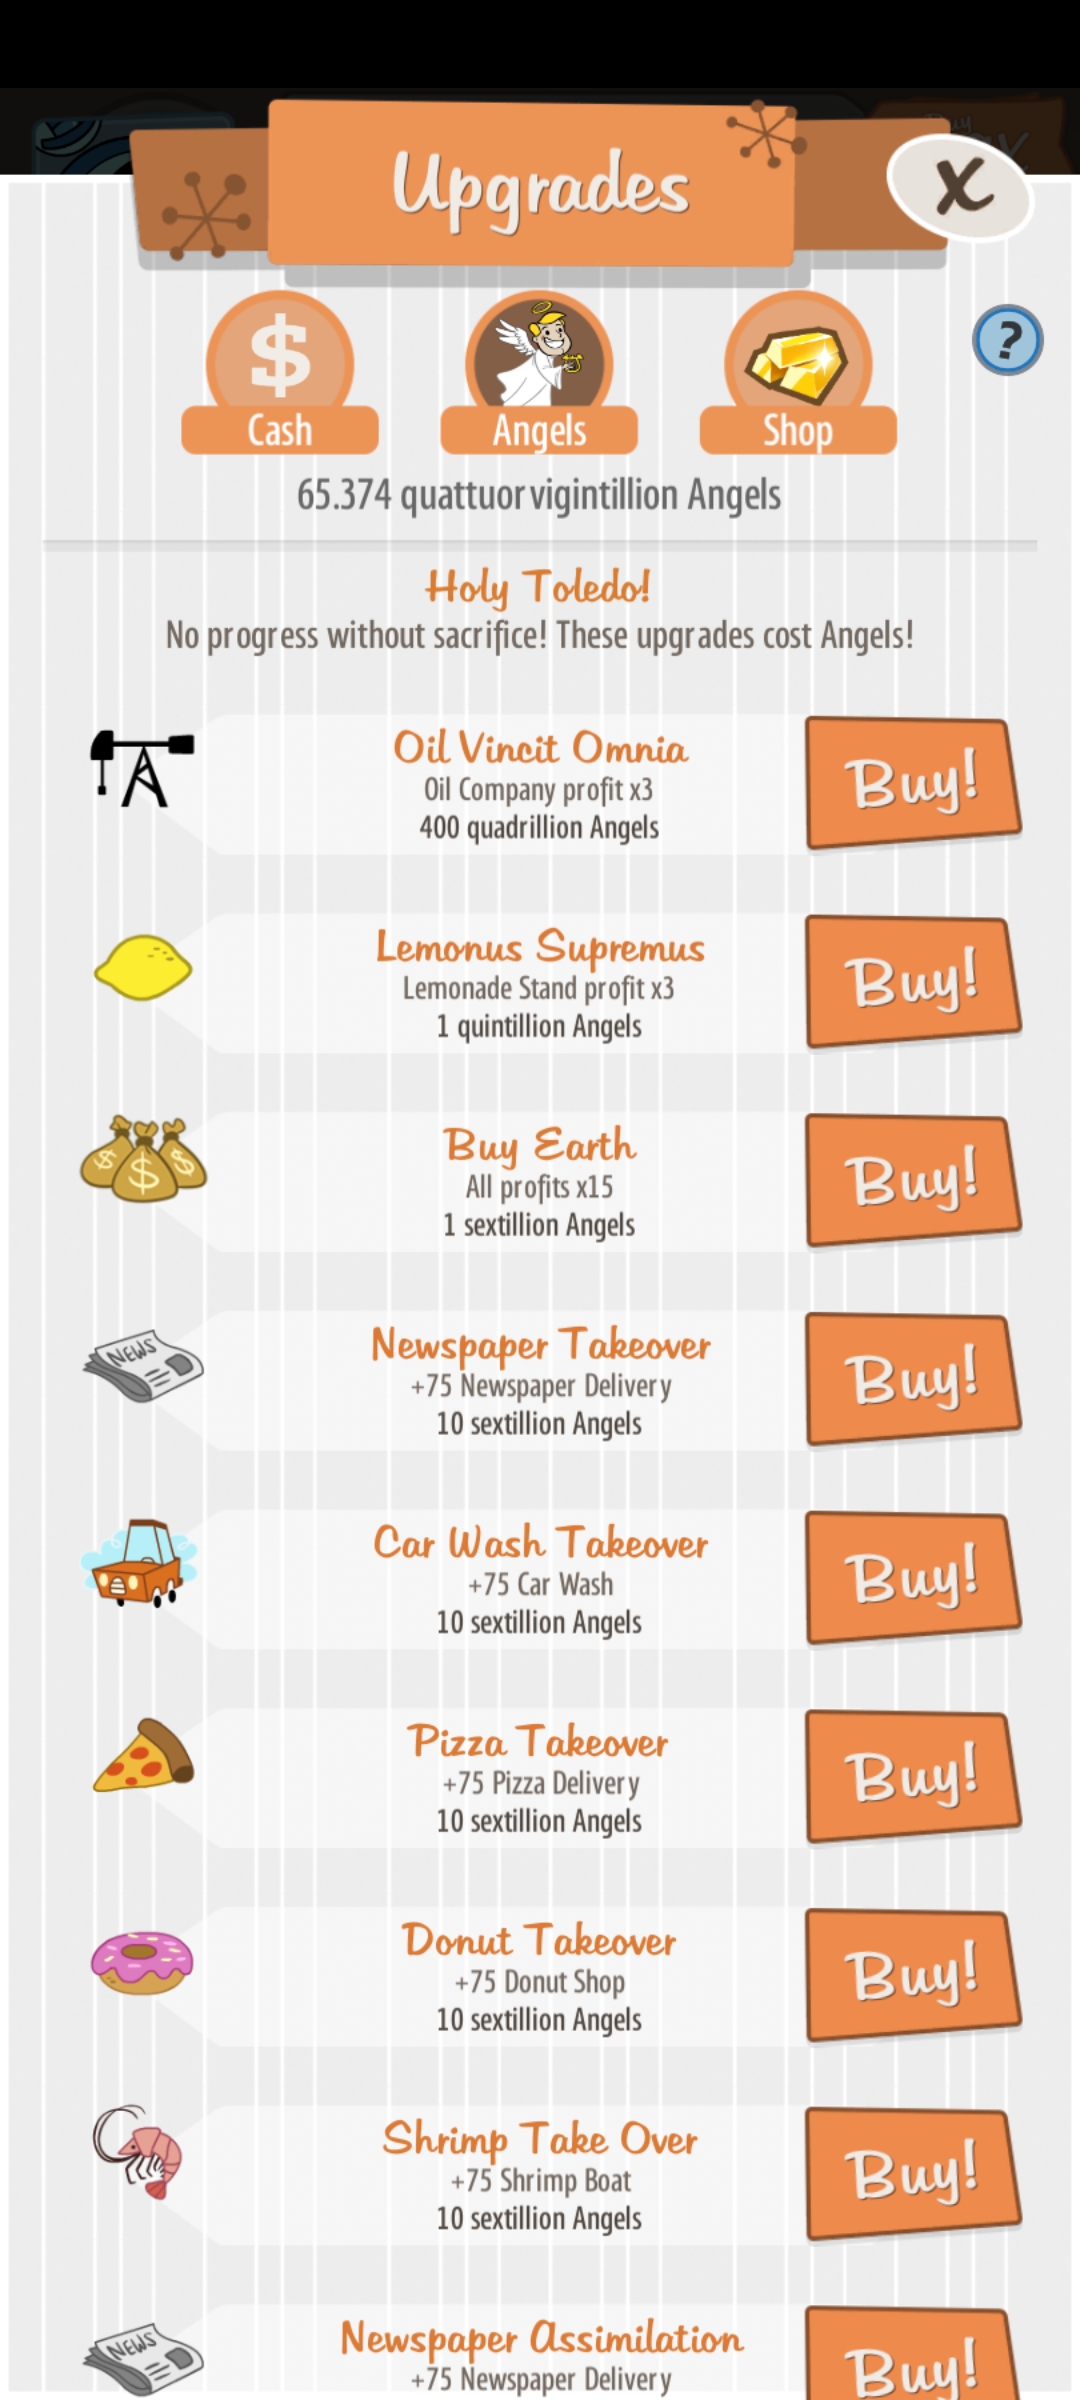 Buy
Upgrades
X
$
?
Cash
Angels
Shop
65.374 quattuorvigintillion Angels
Holy Toledo!
No progress without sacrifice! These upgrades cost Angels!
Oil Vincit Omnia
Oil Company profit x3
400 quadrillion Angels
Buy!
Lemonus Supremus
Lemonade Stand profit x3
1 quintillion Angels
Buy!
$ $ $
Buy Earth
All profits x15
1 sextillion Angels
Buy!
NEWS
Newspaper Takeover
+75 Newspaper Delivery
10 sextillion Angels
Buy!
Car Wash Takeover
+75 Car Wash
10 sextillion Angels
Buy!
Pizza Takeover
+75 Pizza Delivery
10 sextillion Angels
Buy!
Donut Takeover
+75 Donut Shop
10 sextillion Angels
Buy!
Shrimp Take Over
+75 Shrimp Boat
10 sextillion Angels
Buy!
NEWS
Newspaper Assimilation
+75 Newspaper Delivery
Buy!